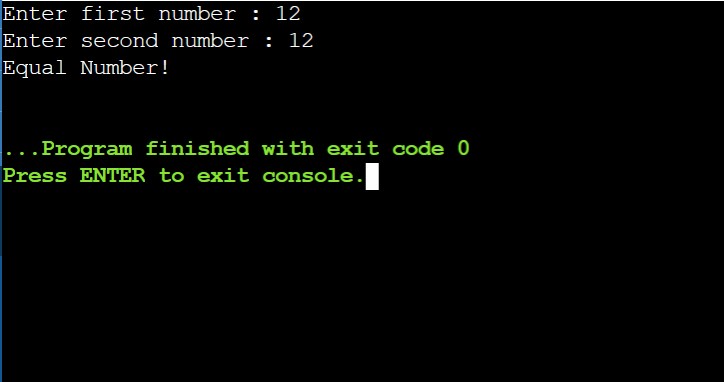 Enter first number : 12
Enter second number : 12
Equal Number!
...Program finished with exit code 0
Press ENTER to exit console.